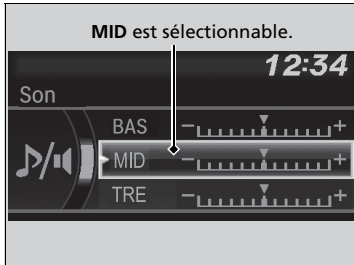 MID est sélectionnable.
12:34
Son
BAS - +
MID - +
TRE - +